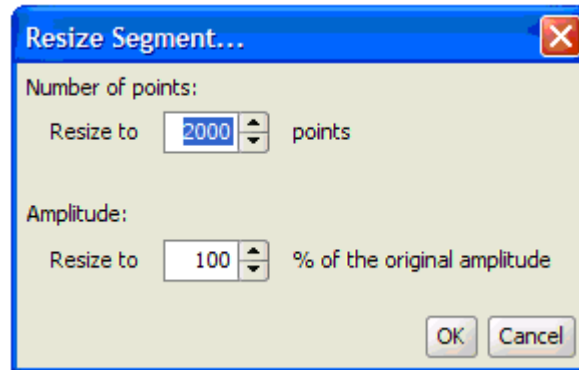 Resize Segment...
Number of points:
Resize to 2000 points
Amplitude:
Resize to 100 % of the original amplitude
OK Cancel